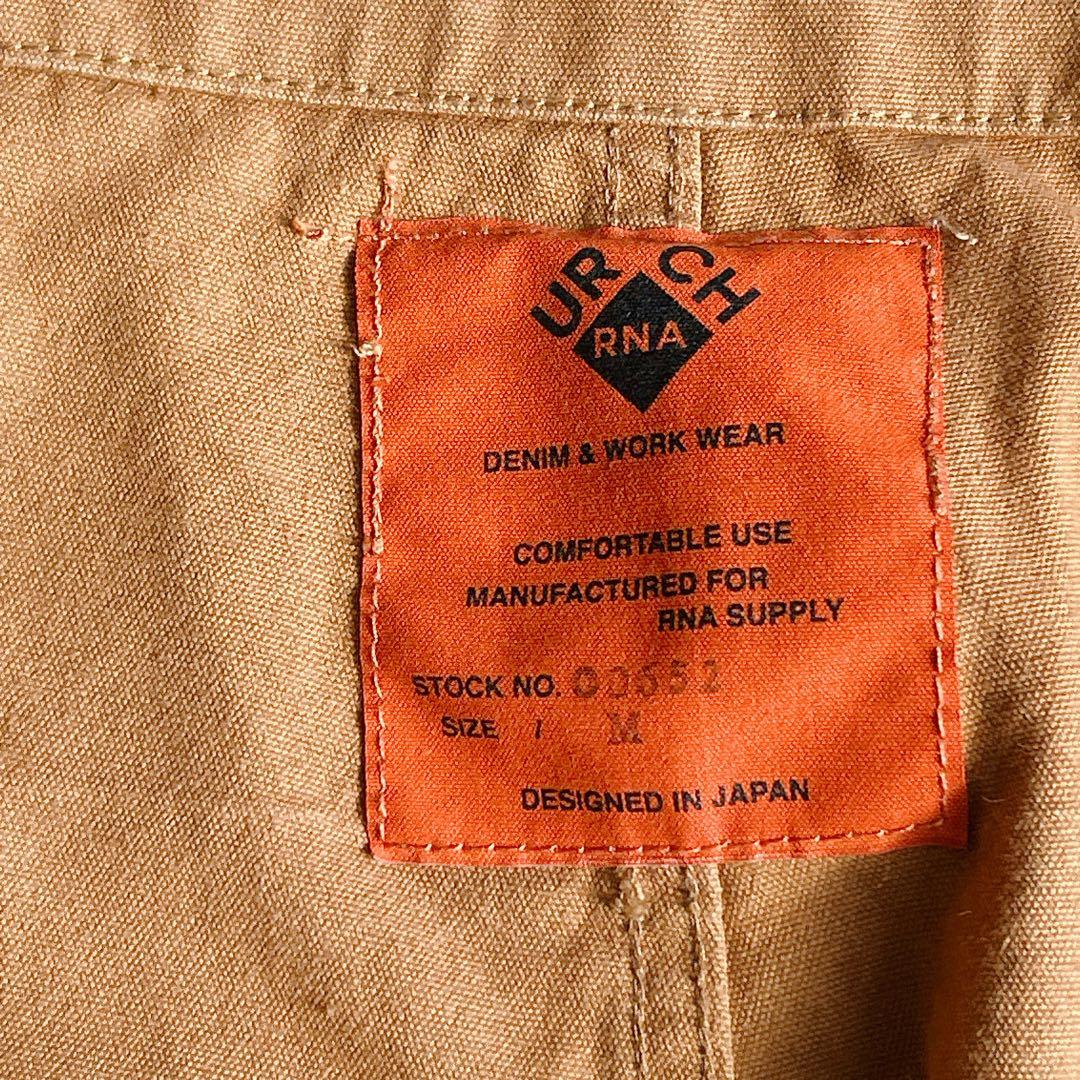 UR CH
RNA
DENIM & WORK WEAR
COMFORTABLE USE
MANUFACTURED FOR
RNA SUPPLY
STOCK NO.
SIZE / M
DESIGNED IN JAPAN